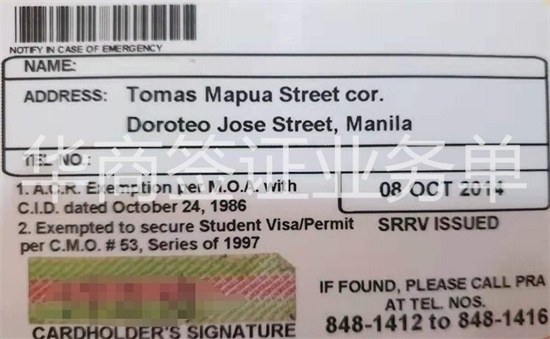 NOTIFY IN CASE OF EMERGENCY
NAME:
ADDRESS: Tomas Mapua Street cor.
Doroteo Jose Street, Manila
TEL NO.:
华商签证业务单
1. A.C.R. Exemption per M.O.A. with
C.I.D. dated October 24, 1986
2. Exempted to secure Student Visa/Permit
per C.M.O. # 53, Series of 1997
08 OCT 2014
SRRV ISSUED
CARDHOLDER'S SIGNATURE
IF FOUND, PLEASE CALL PRA
AT TEL. NOS.
848-1412 to 848-1416